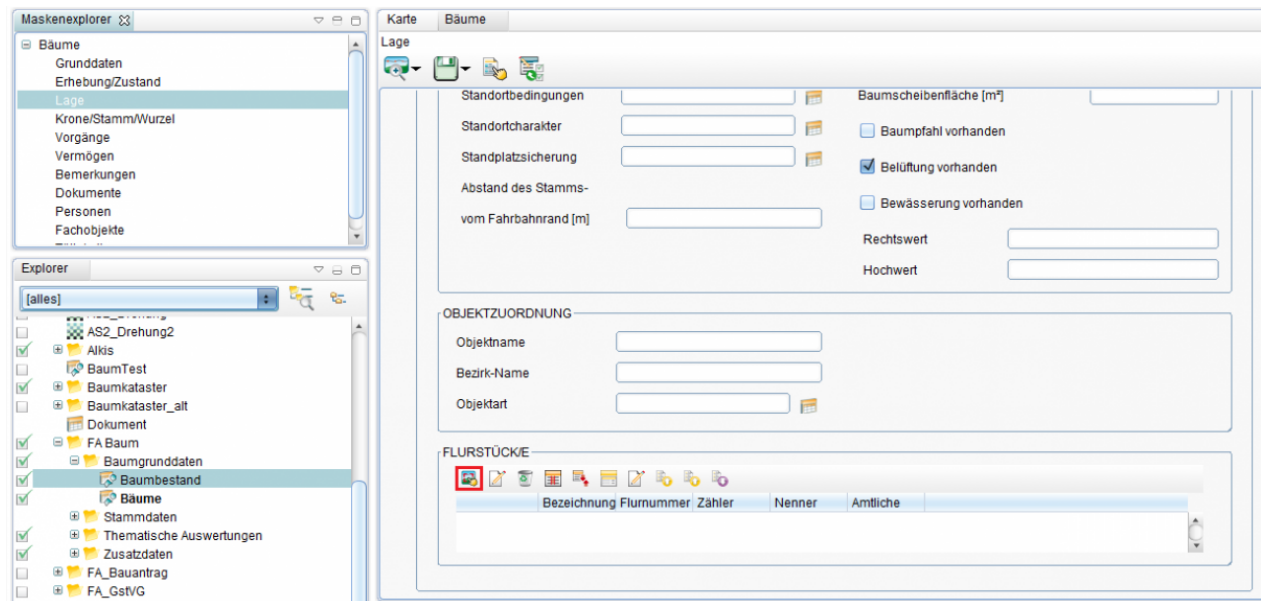 Maskenexplorer
Bäume
Grunddaten
Erhebung/Zustand
Lage
Krone/Stamm/Wurzel
Vorgänge
Vermögen
Bemerkungen
Dokumente
Personen
Fachobjekte
Explorer
[alles]
AS2_Drehung2
Alkis
BaumTest
Baumkataster
Baumkataster_alt
Dokument
FA Baum
Baumgrunddaten
Baumbestand
Bäume
Stammdaten
Thematische Auswertungen
Zusatzdaten
FA_Bauantrag
FA_GstVG
Karte Bäume
Lage
Standortbedingungen
Standortcharakter
Standplatzsicherung
Abstand des Stamms-
vom Fahrbahnrand [m]
Baumscheibenfläche [m²]
Baumpfahl vorhanden
Belüftung vorhanden
Bewässerung vorhanden
Rechtswert
Hochwert
OBJEKTZUORDNUNG
Objektname
Bezirk-Name
Objektart
FLURSTÜCK/E
Bezeichnung Flurnummer Zähler Nenner Amtliche